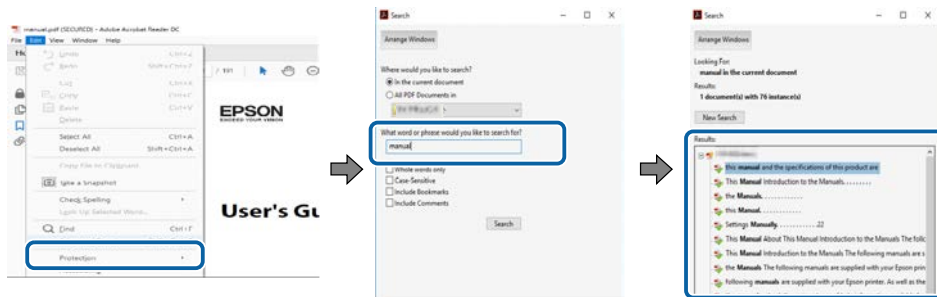 manual.pdf (SECURED) - Adobe Acrobat Reader DC
File Edit View Window Help
Undo Ctrl+Z
Redo Shift+Ctrl+Z
Cut Ctrl+X
Copy Ctrl+C
Paste Ctrl+V
Delete
Select All Ctrl+A
Deselect All Shift+Ctrl+A
Copy File to Clipboard
Take a Snapshot
Check Spelling
Look Up Selected Word...
Find Ctrl+F
Protection
/ 191
EPSON
EXCEED YOUR VISION
User's Gu
Search
Arrange Windows
Where would you like to search?
In the current document
All PDF Documents in
What word or phrase would you like to search for?
manual
Whole words only
Case-Sensitive
Include Bookmarks
Include Comments
Search
Search
Arrange Windows
Looking For:
manual in the current document
Results:
1 document(s) with 76 instance(s)
New Search
Results:
this manual and the specifications of this product are
This Manual Introduction to the Manuals. . . . . . . . .
the Manuals. . . . . . . . . . . .
this Manual. . . . . . . . . . . .
Settings Manually. . . . . . . . . . . . 22
This Manual About This Manual Introduction to the Manuals The follo
This Manual Introduction to the Manuals The following manuals are s
the Manuals The following manuals are supplied with your Epson prin
following manuals are supplied with your Epson printer. As well as the